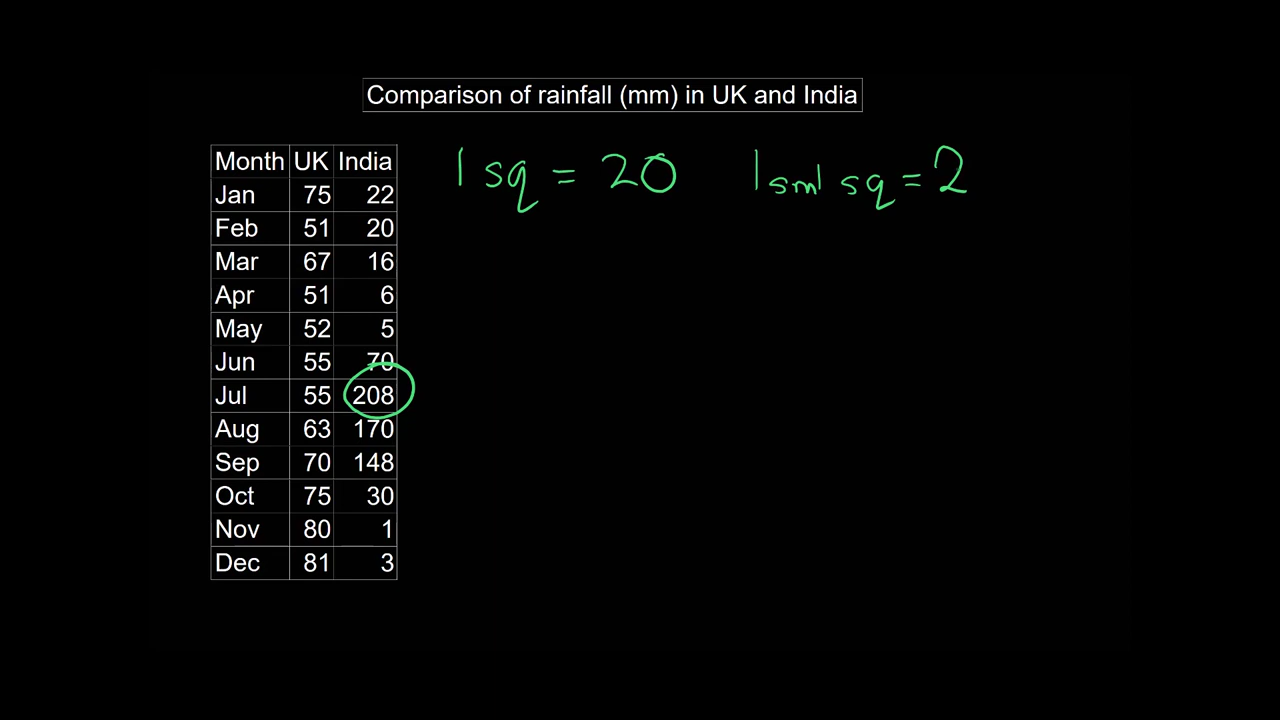 Comparison of rainfall (mm) in UK and India
1 sq = 20 1 sml sq = 2
Month UK India
Jan 75 22
Feb 51 20
Mar 67 16
Apr 51 6
May 52 5
Jun 55 70
Jul 55 208
Aug 63 170
Sep 70 148
Oct 75 30
Nov 80 1
Dec 81 3